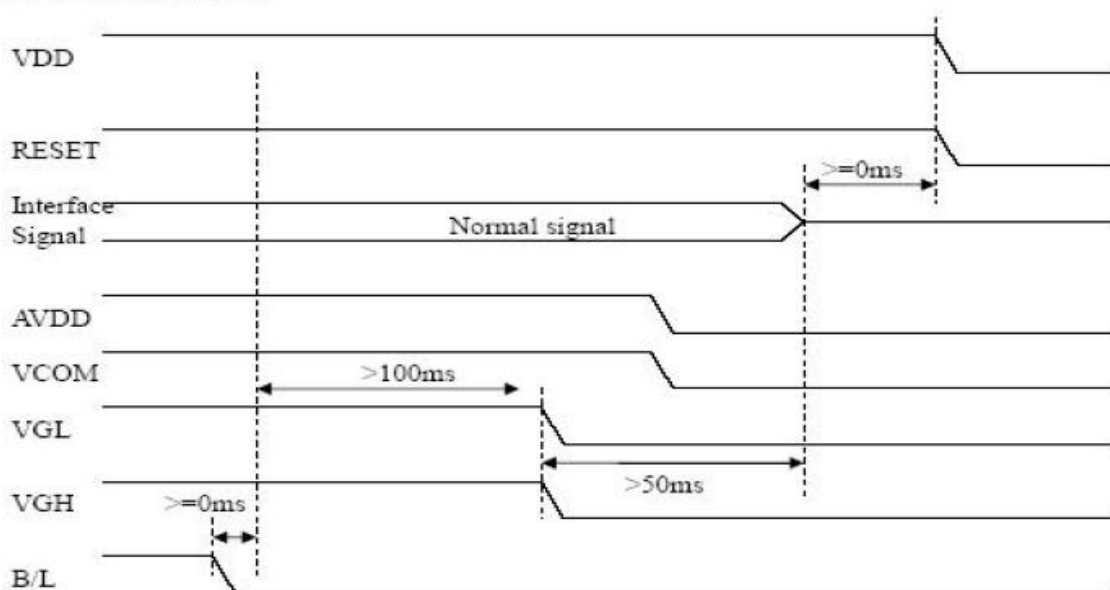 VDD
RESET
>=0ms
Interface
Signal
Normal signal
AVDD
VCOM
>100ms
VGL
>50ms
VGH
>=0ms
B/L